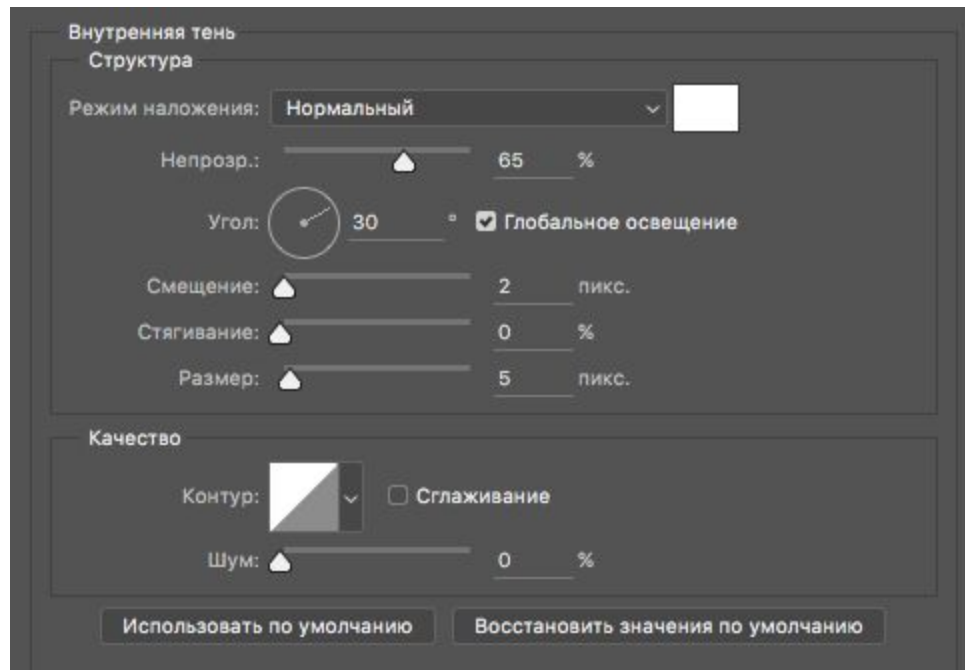 Внутренняя тень
Структура
Режим наложения: Нормальный
Непрозр.: 65 %
Угол: 30 ° Глобальное освещение
Смещение: 2 пикс.
Стягивание: 0 %
Размер: 5 пикс.
Качество
Контур: Сглаживание
Шум: 0 %
Использовать по умолчанию Восстановить значения по умолчанию